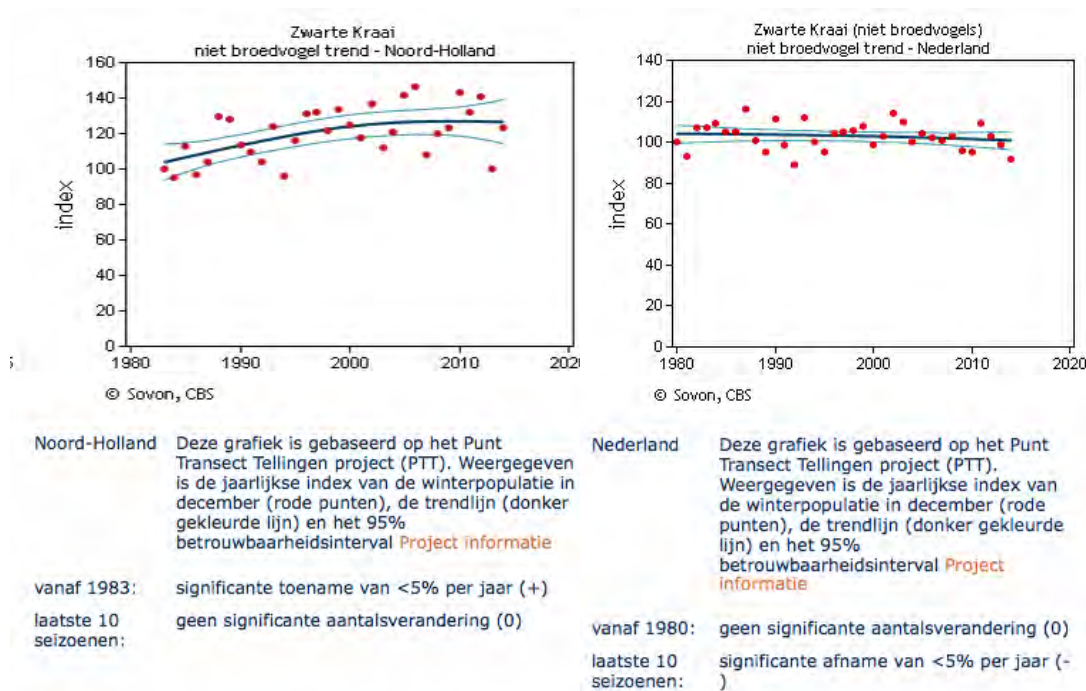 Zwarte Kraai
niet broedvogel trend - Noord-Holland
160
140
120
100
80
60
40
20
0
index
1980
1990
2000
2010
202
© Sovon, CBS
Zwarte Kraai (niet broedvogels)
niet broedvogel trend - Nederland
140
120
100
80
60
40
20
0
index
1980
1990
2000
2010
2020
© Sovon, CBS
Noord-Holland
Deze grafiek is gebaseerd op het Punt
Transect Tellingen project (PTT). Weergegeven
is de jaarlijkse index van de winterpopulatie in
december (rode punten), de trendlijn (donker
gekleurde lijn) en het 95%
betrouwbaarheidsinterval Project informatie
vanaf 1983:
significante toename van <5% per jaar (+)
laatste 10
seizoenen:
geen significante aantalsverandering (0)
Nederland
Deze grafiek is gebaseerd op het Punt
Transect Tellingen project (PTT).
Weergegeven is de jaarlijkse index van
de winterpopulatie in december (rode
punten), de trendlijn (donker gekleurde
lijn) en het 95%
betrouwbaarheidsinterval Project
informatie
vanaf 1980:
geen significante aantalsverandering (0)
laatste 10
seizoenen:
significante afname van <5% per jaar (-
)